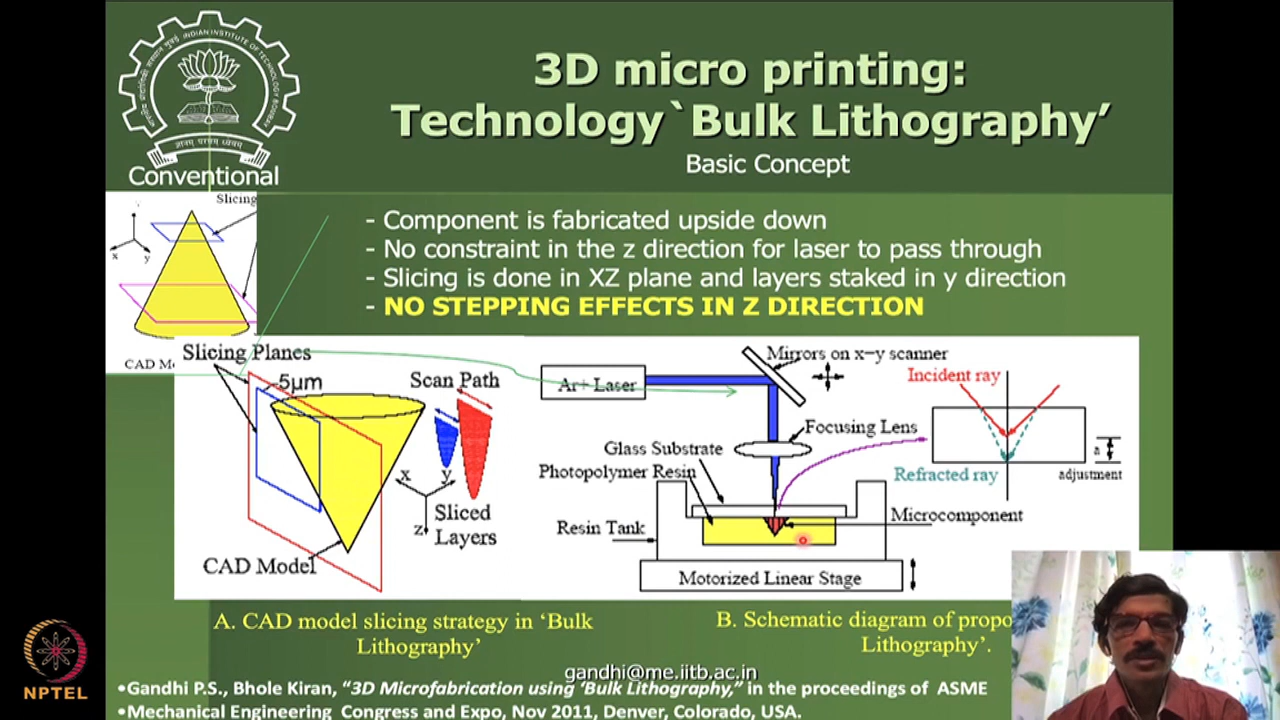 INDIAN INSTITUTE OF TECHNOLOGY BOMBAY
ज्ञानम् परमम् ध्येयम्
3D micro printing:
Technology `Bulk Lithography’
Basic Concept
Conventional
Slicing
x
y
CAD M
- Component is fabricated upside down
- No constraint in the z direction for laser to pass through
- Slicing is done in XZ plane and layers staked in y direction
- NO STEPPING EFFECTS IN Z DIRECTION
Slicing Planes
5µm
Scan Path
x
y
z
Sliced
Layers
CAD Model
Mirrors on x-y scanner
Ar+ Laser
Incident ray
Focusing Lens
Glass Substrate
Photopolymer Resin
Refracted ray
a
adjustment
Microcomponent
Resin Tank
Motorized Linear Stage
A. CAD model slicing strategy in ‘Bulk
Lithography’
B. Schematic diagram of propo
Lithography’.
gandhi@me.iitb.ac.in
NPTEL
•Gandhi P.S., Bhole Kiran, “3D Microfabrication using ‘Bulk Lithography,” in the proceedings of ASME
•Mechanical Engineering Congress and Expo, Nov 2011, Denver, Colorado, USA.